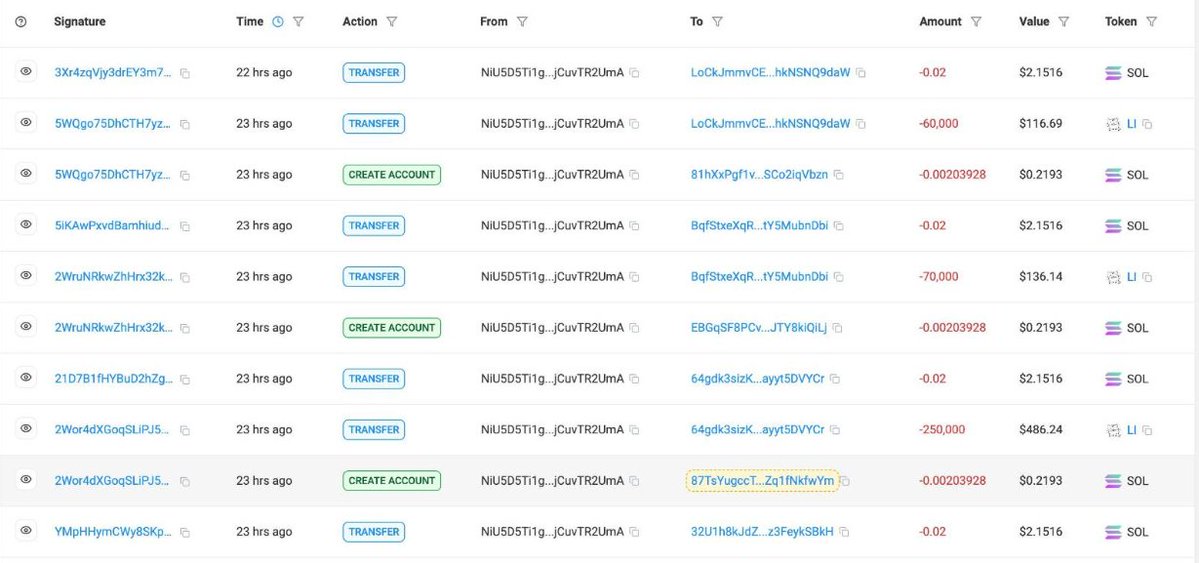 Signature Time Action From To Amount Value Token
3Xr4zqVjy3drEY3m7... 22 hrs ago TRANSFER NiU5D5Ti1g...jCuvTR2UmA LoCkJmmvCE...hkNSNQ9daW -0.02 $2.1516 SOL
5WQgo75DhCTH7yz... 23 hrs ago TRANSFER NiU5D5Ti1g...jCuvTR2UmA LoCkJmmvCE...hkNSNQ9daW -60,000 $116.69 LI
5WQgo75DhCTH7yz... 23 hrs ago CREATE ACCOUNT NiU5D5Ti1g...jCuvTR2UmA 81hXxPgf1v...SCo2iqVbzn -0.00203928 $0.2193 SOL
5iKAwPxvdBamhiud... 23 hrs ago TRANSFER NiU5D5Ti1g...jCuvTR2UmA BqfStxeXqR...tY5MubnDbi -0.02 $2.1516 SOL
2WruNRkwZhHrx32k... 23 hrs ago TRANSFER NiU5D5Ti1g...jCuvTR2UmA BqfStxeXqR...tY5MubnDbi -70,000 $136.14 LI
2WruNRkwZhHrx32k... 23 hrs ago CREATE ACCOUNT NiU5D5Ti1g...jCuvTR2UmA EBGqSF8PCv...JTY8kiQiLj -0.00203928 $0.2193 SOL
21D7B1fHYBuD2hZg... 23 hrs ago TRANSFER NiU5D5Ti1g...jCuvTR2UmA 64gdk3sizK...ayyt5DVYCr -0.02 $2.1516 SOL
2Wor4dXGoqSLiPJ5... 23 hrs ago TRANSFER NiU5D5Ti1g...jCuvTR2UmA 64gdk3sizK...ayyt5DVYCr -250,000 $486.24 LI
2Wor4dXGoqSLiPJ5... 23 hrs ago CREATE ACCOUNT NiU5D5Ti1g...jCuvTR2UmA 87TsYugccT...Zq1fNkfwYm -0.00203928 $0.2193 SOL
YMpHHymCWy8SKp... 23 hrs ago TRANSFER NiU5D5Ti1g...jCuvTR2UmA 32U1h8kJdZ...z3FeykSBkH -0.02 $2.1516 SOL